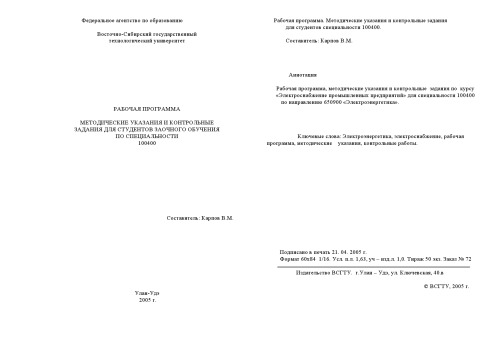 Федеральное агентство по образованию
Восточно-Сибирский государственный
технологический университет
РАБОЧАЯ ПРОГРАММА
МЕТОДИЧЕСКИЕ УКАЗАНИЯ И КОНТРОЛЬНЫЕ
ЗАДАНИЯ ДЛЯ СТУДЕНТОВ ЗАОЧНОГО ОБУЧЕНИЯ
ПО СПЕЦИАЛЬНОСТИ
100400
Составитель: Карпов В.М.
Улан-Удэ
2005 г.
Рабочая программа. Методические указания и контрольные задания
для студентов специальности 100400.
Составитель: Карпов В.М.
Аннотация
Рабочая программа, методические указания и контрольные задания по курсу
«Электроснабжение промышленных предприятий» для специальности 100400
по направлению 650900 «Электроэнергетика».
Ключевые слова: Электроэнергетика, электроснабжение, рабочая
программа, методические указания, контрольные работы.
Подписано в печать 21. 04. 2005 г.
Формат 60х84 1/16. Усл. п.л. 1,63, уч – изд.л. 1,0. Тираж 50 экз. Заказ № 72
Издательство ВСГТУ. г.Улан – Удэ, ул. Ключевская, 40.в
© ВСГТУ, 2005 г.